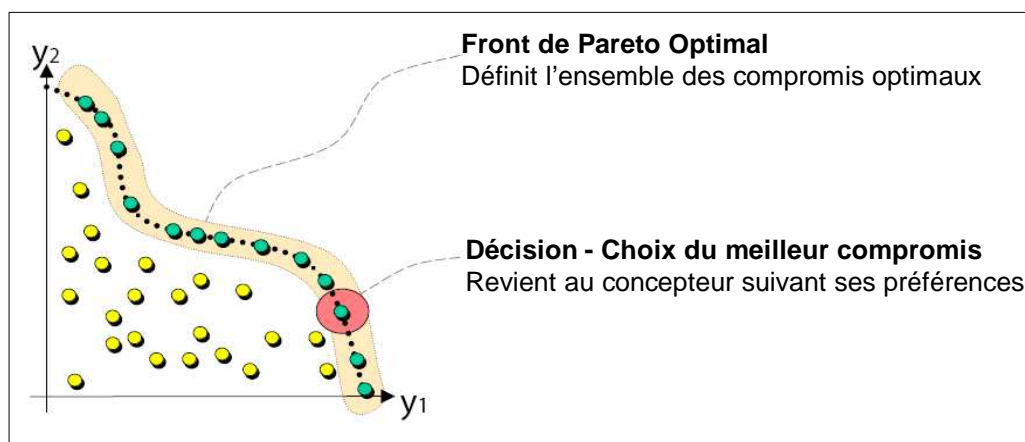 y2
Front de Pareto Optimal
Définit l'ensemble des compromis optimaux
Décision - Choix du meilleur compromis
Revient au concepteur suivant ses préférences
y1